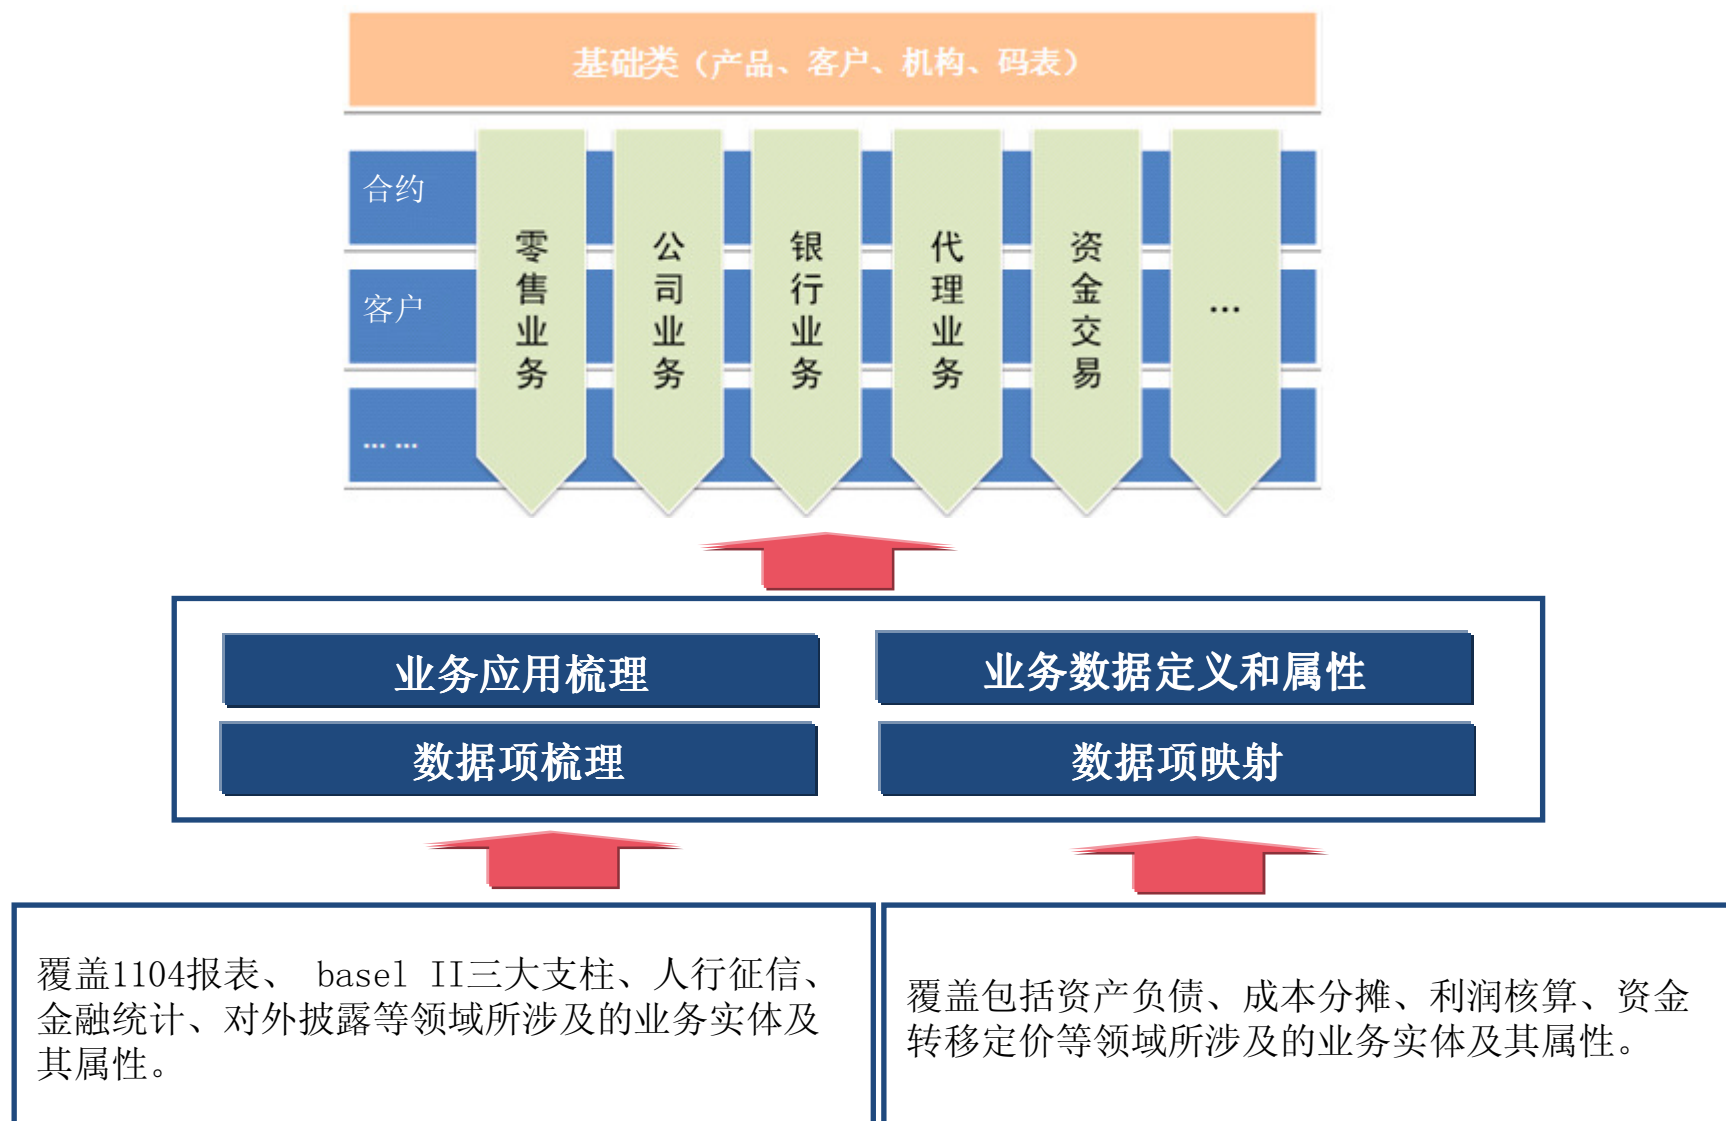 基础类（产品、客户、机构、码表）
合约
客户
... ...
零售业务
公司业务
银行业务
代理业务
资金交易
...
业务应用梳理
业务数据定义和属性
数据项梳理
数据项映射
覆盖1104报表、 basel II三大支柱、人行征信、
金融统计、对外披露等领域所涉及的业务实体及
其属性。
覆盖包括资产负债、成本分摊、利润核算、资金
转移定价等领域所涉及的业务实体及其属性。